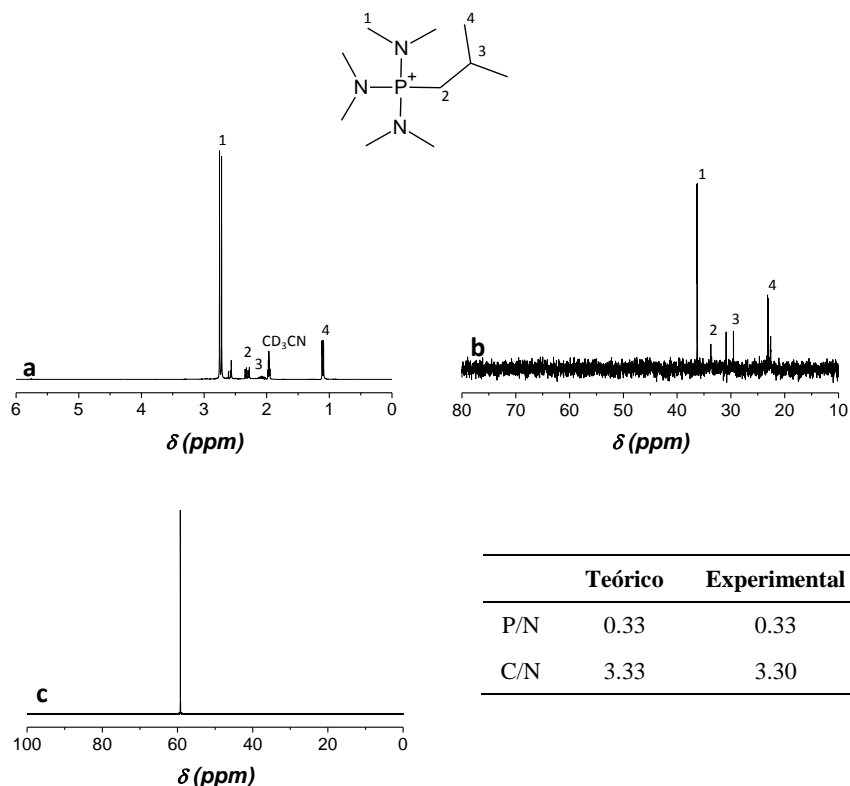 1
4
N
3
N
P
+
2
N
1
2
3
CD3CN
4
a
6 5 4 3 2 1 0
δ (ppm)
1
2
3
4
b
80 70 60 50 40 30 20 10
δ (ppm)
c
100 80 60 40 20 0
δ (ppm)
Teórico Experimental
P/N 0.33 0.33
C/N 3.33 3.30